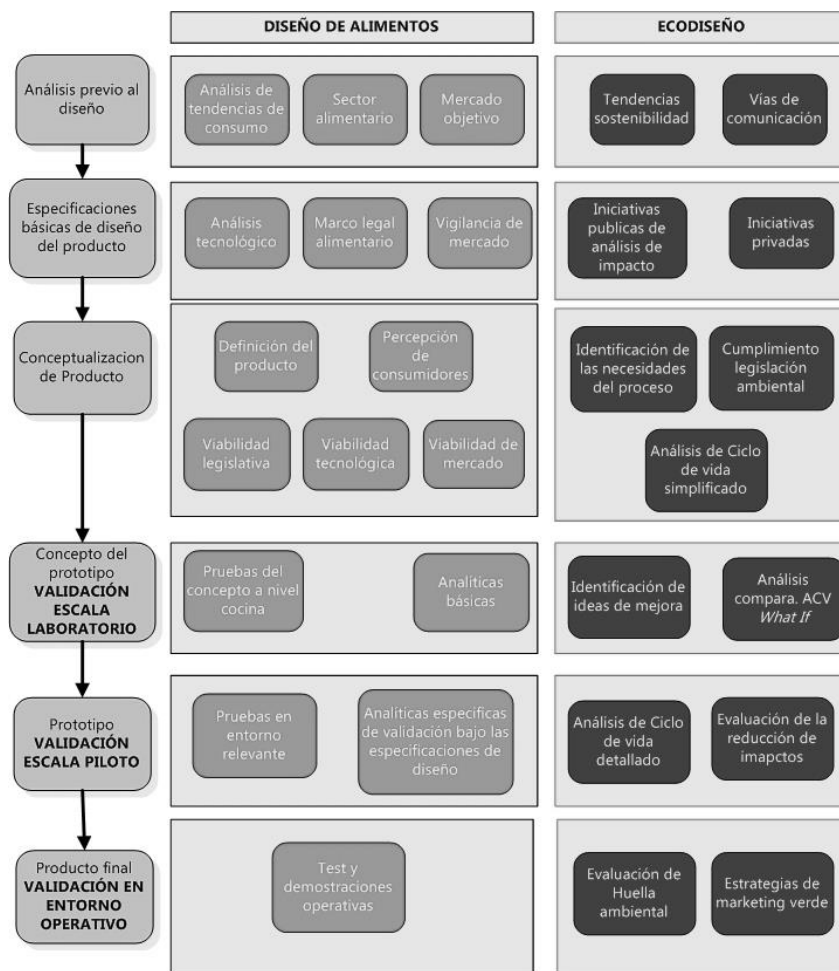 DISEÑO DE ALIMENTOS
ECODISEÑO
Análisis previo al
diseño
Análisis de
tendencias de
consumo
Sector
alimentario
Mercado
objetivo
Tendencias
sostenibilidad
Vías de
comunicación
Especificaciones
básicas de diseño
del producto
Análisis
tecnológico
Marco legal
alimentario
Vigilancia de
mercado
Iniciativas
publicas de
análisis de
impacto
Iniciativas
privadas
Conceptualizacion
de Producto
Definición del
producto
Percepción
de
consumidores
Viabilidad
legislativa
Viabilidad
tecnológica
Viabilidad de
mercado
Identificación de
las necesidades
del proceso
Cumplimiento
legislación
ambiental
Análisis de Ciclo
de vida
simplificado
Concepto del
prototipo
VALIDACIÓN
ESCALA
LABORATORIO
Pruebas del
concepto a nivel
cocina
Analíticas
básicas
Identificación de
ideas de mejora
Análisis
compara. ACV
What If
Prototipo
VALIDACIÓN
ESCALA PILOTO
Pruebas en
entorno
relevante
Analíticas especificas
de validación bajo las
especificaciones de
diseño
Análisis de Ciclo
de vida
detallado
Evaluación de la
reducción de
imapctos
Producto final
VALIDACIÓN EN
ENTORNO
OPERATIVO
Test y
demostraciones
operativas
Evaluación de
Huella
ambiental
Estrategias de
marketing verde